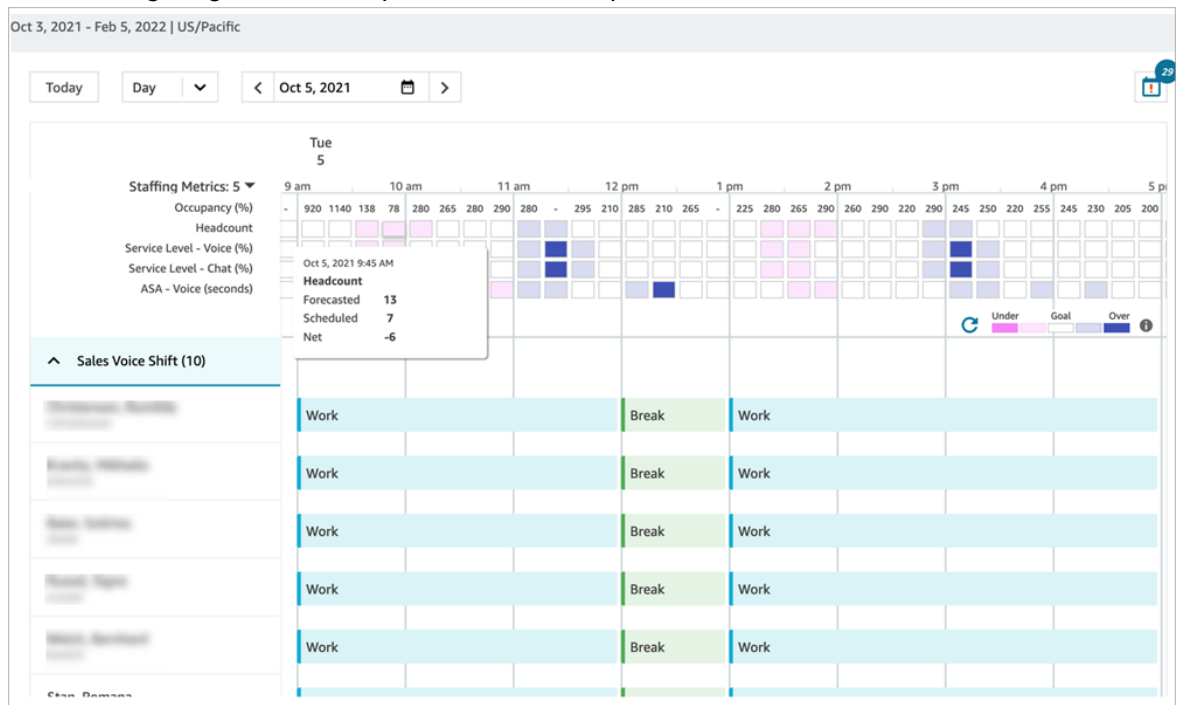 Oct 3, 2021 - Feb 5, 2022 | US/Pacific
29
Today Day Oct 5, 2021
Tue
5
Staffing Metrics: 5 9 am 10 am 11 am 12 pm 1 pm 2 pm 3 pm 4 pm 5
Occupancy (%) - 920 1140 138 78 280 265 280 290 280 - 295 210 285 210 265 - 225 280 265 290 260 290 220 290 245 250 220 255 245 230 205 200
Headcount
Service Level - Voice (%)
Service Level - Chat (%)
ASA - Voice (seconds)
Oct 5, 2021 9:45 AM
Headcount
Forecasted 13
Scheduled 7
Net -6
Under Goal Over
Sales Voice Shift (10)
Work Break Work
Work Break Work
Work Break Work
Work Break Work
Work Break Work